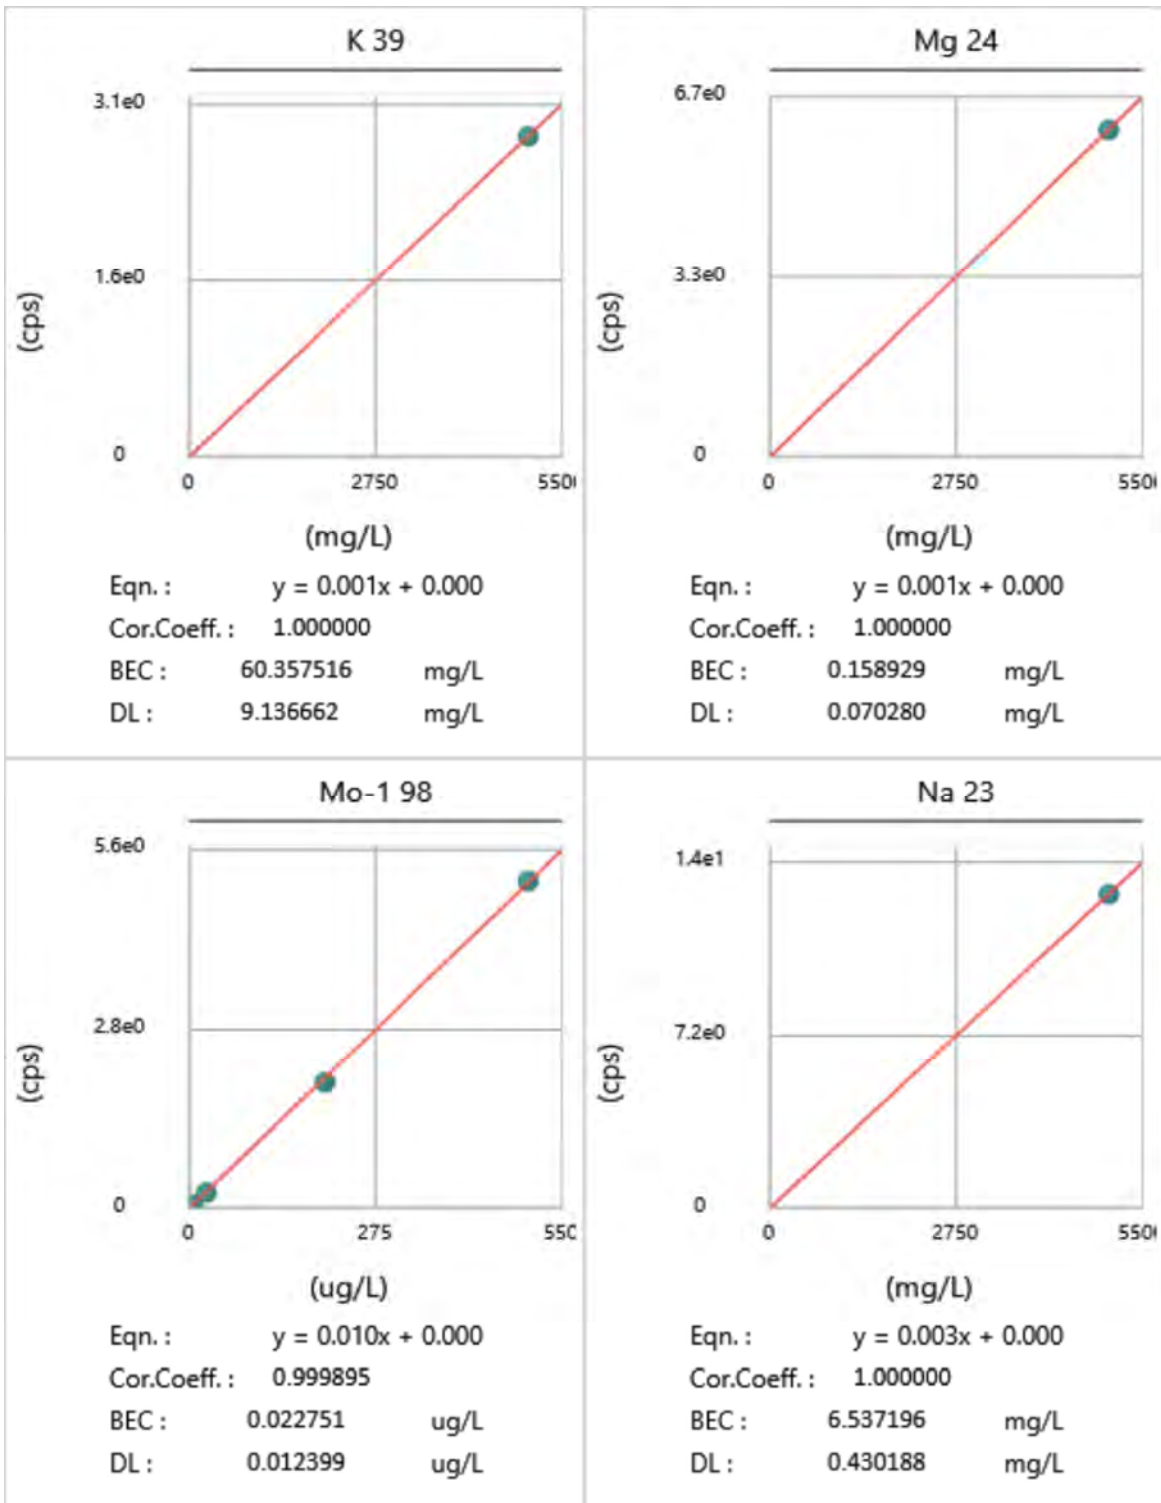 K 39
3.1e0
1.6e0
0
(cps)
0 2750 550
(mg/L)
Eqn. : y = 0.001x + 0.000
Cor.Coeff. : 1.000000
BEC : 60.357516 mg/L
DL : 9.136662 mg/L
Mg 24
6.7e0
3.3e0
0
(cps)
0 2750 550
(mg/L)
Eqn. : y = 0.001x + 0.000
Cor.Coeff. : 1.000000
BEC : 0.158929 mg/L
DL : 0.070280 mg/L
Mo-1 98
5.6e0
2.8e0
0
(cps)
0 275 550
(ug/L)
Eqn. : y = 0.010x + 0.000
Cor.Coeff. : 0.999895
BEC : 0.022751 ug/L
DL : 0.012399 ug/L
Na 23
1.4e1
7.2e0
0
(cps)
0 2750 550
(mg/L)
Eqn. : y = 0.003x + 0.000
Cor.Coeff. : 1.000000
BEC : 6.537196 mg/L
DL : 0.430188 mg/L